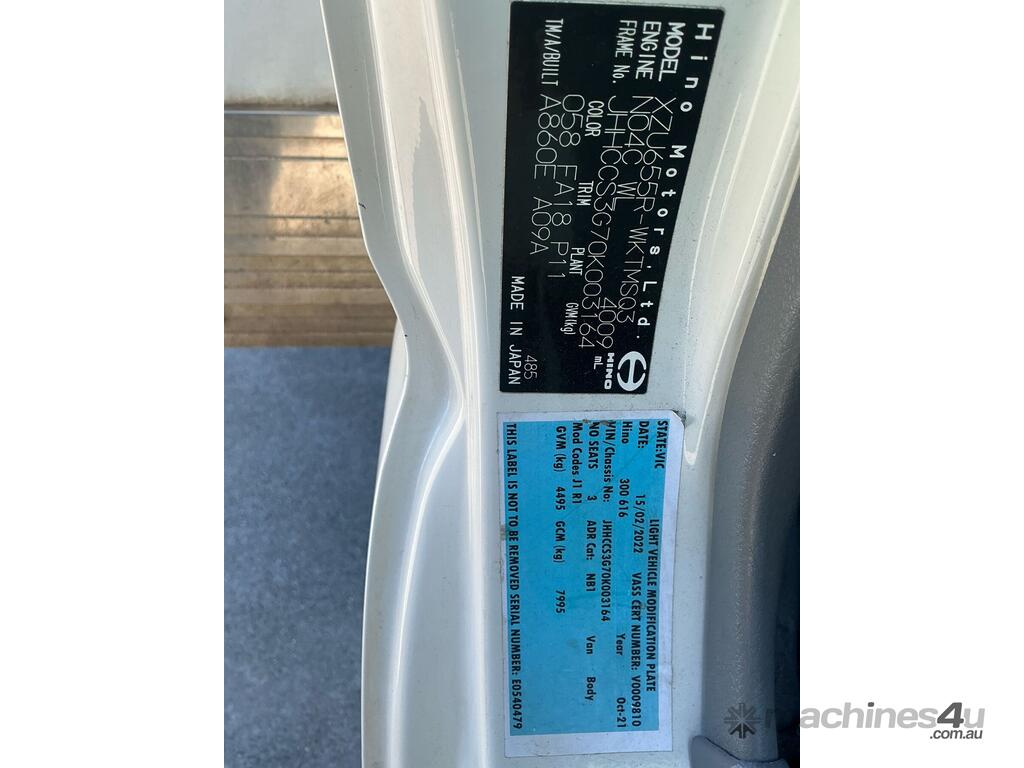 Hino Motors,Ltd.
MODEL XZU655R-WKTMSQ3
ENGINE N04C WL 4009 mL
FRAME No. JHHCCS3G70K003164
HINO
COLOR TRIM PLANT GVM(kg)
058 FA18 P11
TM/A/BUILT A860E A09A
485
MADE IN JAPAN
LIGHT VEHICLE MODIFICATION PLATE
STATE:VIC VASS CERT NUMBER: V0009810
DATE: 15/02/2022
Hino 300 616 Year Oct-21
VIN/Chassis No: JHHCCS3G70K003164
NO SEATS 3 ADR Cat: NB1 Van Body
Mod Codes J1 R1
GVM (kg) 4495 GCM (kg) 7995
THIS LABEL IS NOT TO BE REMOVED SERIAL NUMBER: E0540479
machines4u
.com.au